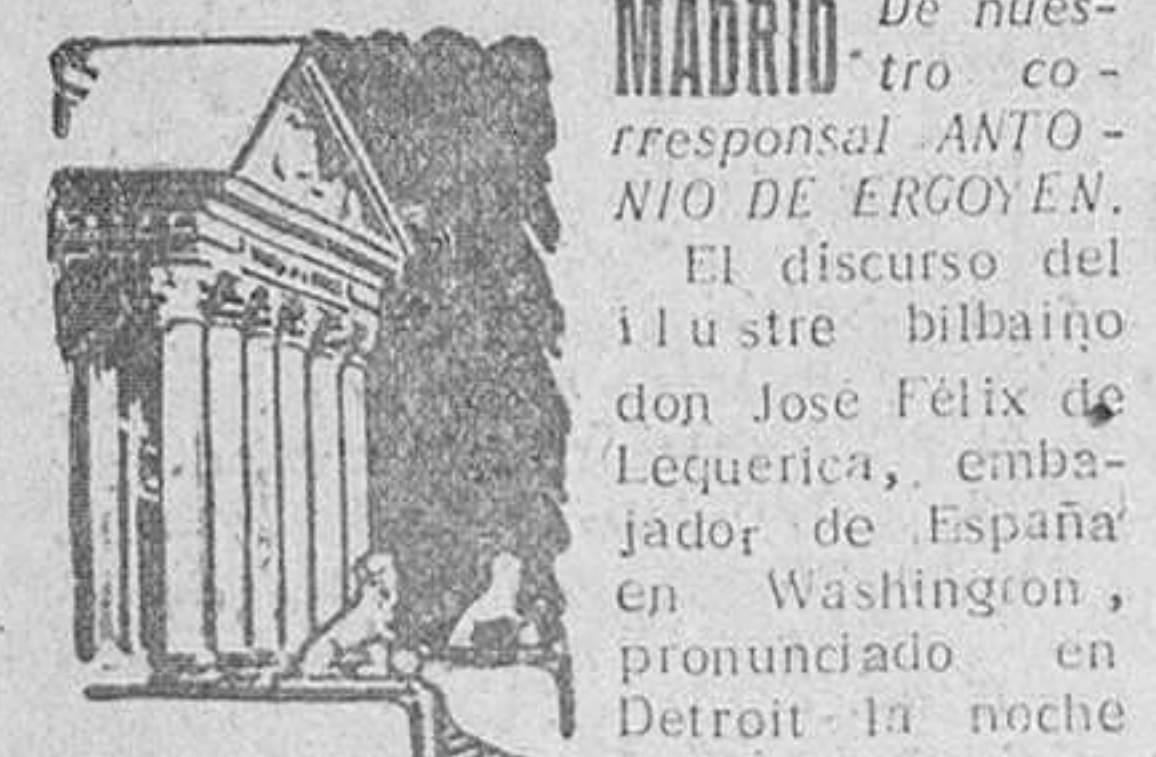 MADRID· De nues-
tro co-
rresponsal ANTO-
NIO DE ERGOYEN.
El discurso del
ilustre bilbaino
don José Félix de
Lequerica, emba-
jador de España
en Washington,
pronunciado en
Detroit la noche